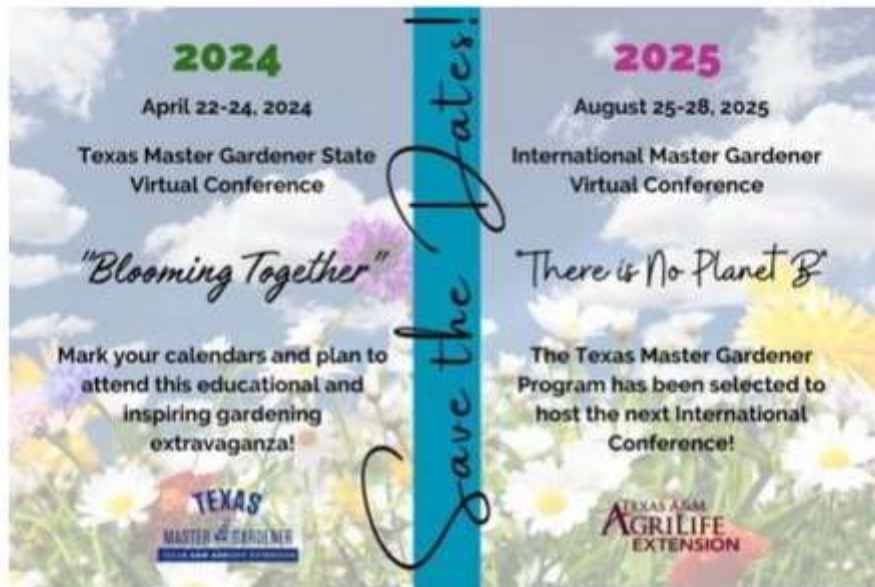 2024
April 22-24, 2024
Texas Master Gardener State
Virtual Conference
"Blooming Together"
Mark your calendars and plan to
attend this educational and
inspiring gardening
extravaganza!
TEXAS
MASTER GARDENER
TEXAS A&M AGRILIFE EXTENSION
Save the Dates!
2025
August 25-28, 2025
International Master Gardener
Virtual Conference
"There is No Planet B"
The Texas Master Gardener
Program has been selected to
host the next International
Conference!
TEXAS A&M
AGRILIFE
EXTENSION